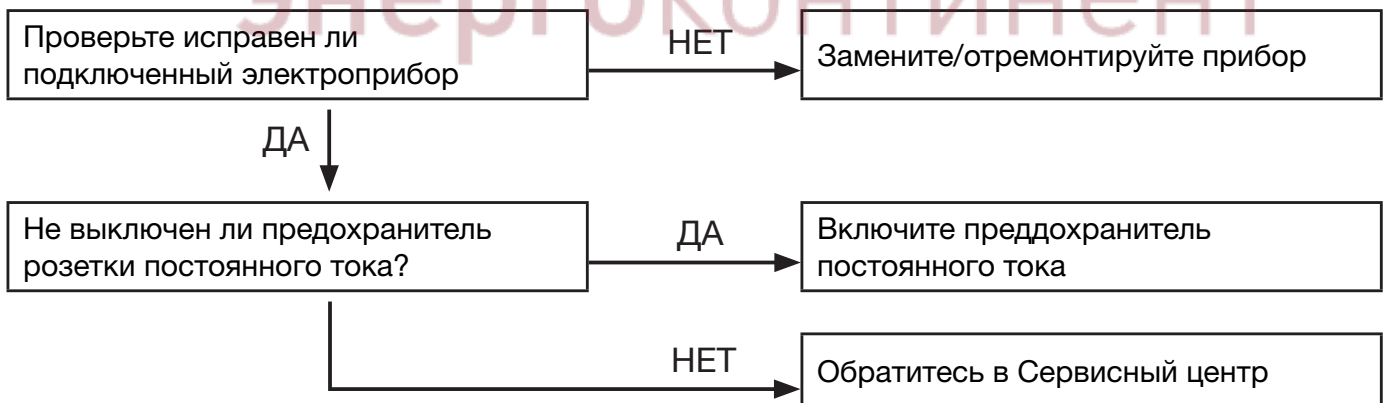 энергоконтинент
Проверьте исправен ли
подключенный электроприбор
НЕТ
Замените/отремонтируйте прибор
ДА
Не выключен ли предохранитель
розетки постоянного тока?
ДА
Включите преддохранитель
постоянного тока
НЕТ
Обратитесь в Сервисный центр